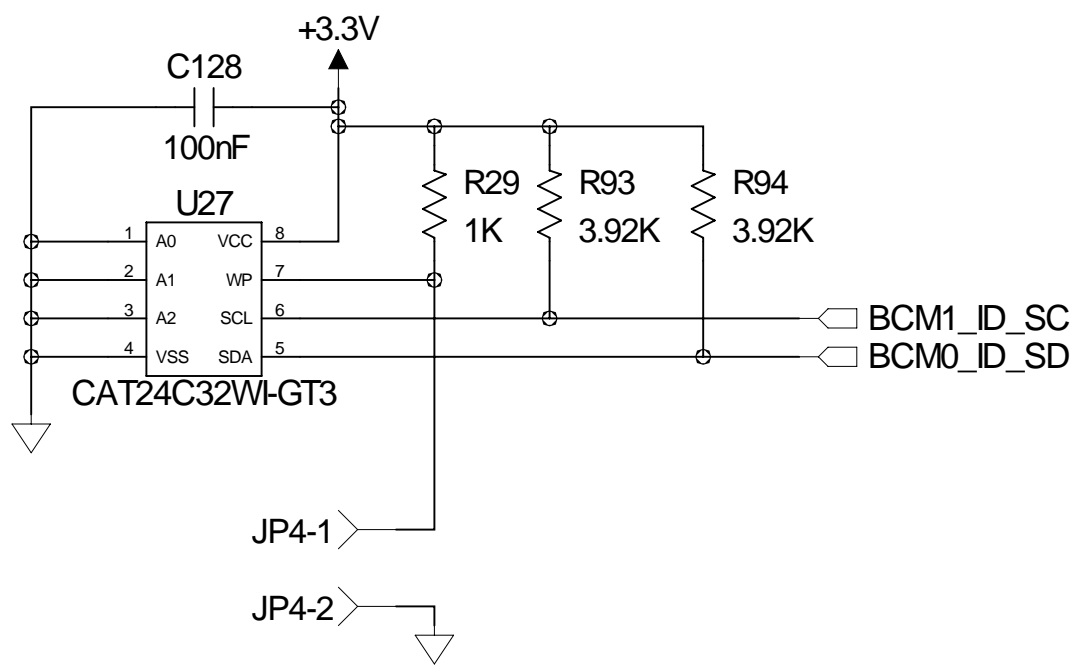 +3.3V
C128
100nF
R29
1K
R93
3.92K
R94
3.92K
U27
1 A0 VCC 8
2 A1 WP 7
3 A2 SCL 6
4 VSS SDA 5
CAT24C32WI-GT3
BCM1_ID_SC
BCM0_ID_SD
JP4-1
JP4-2